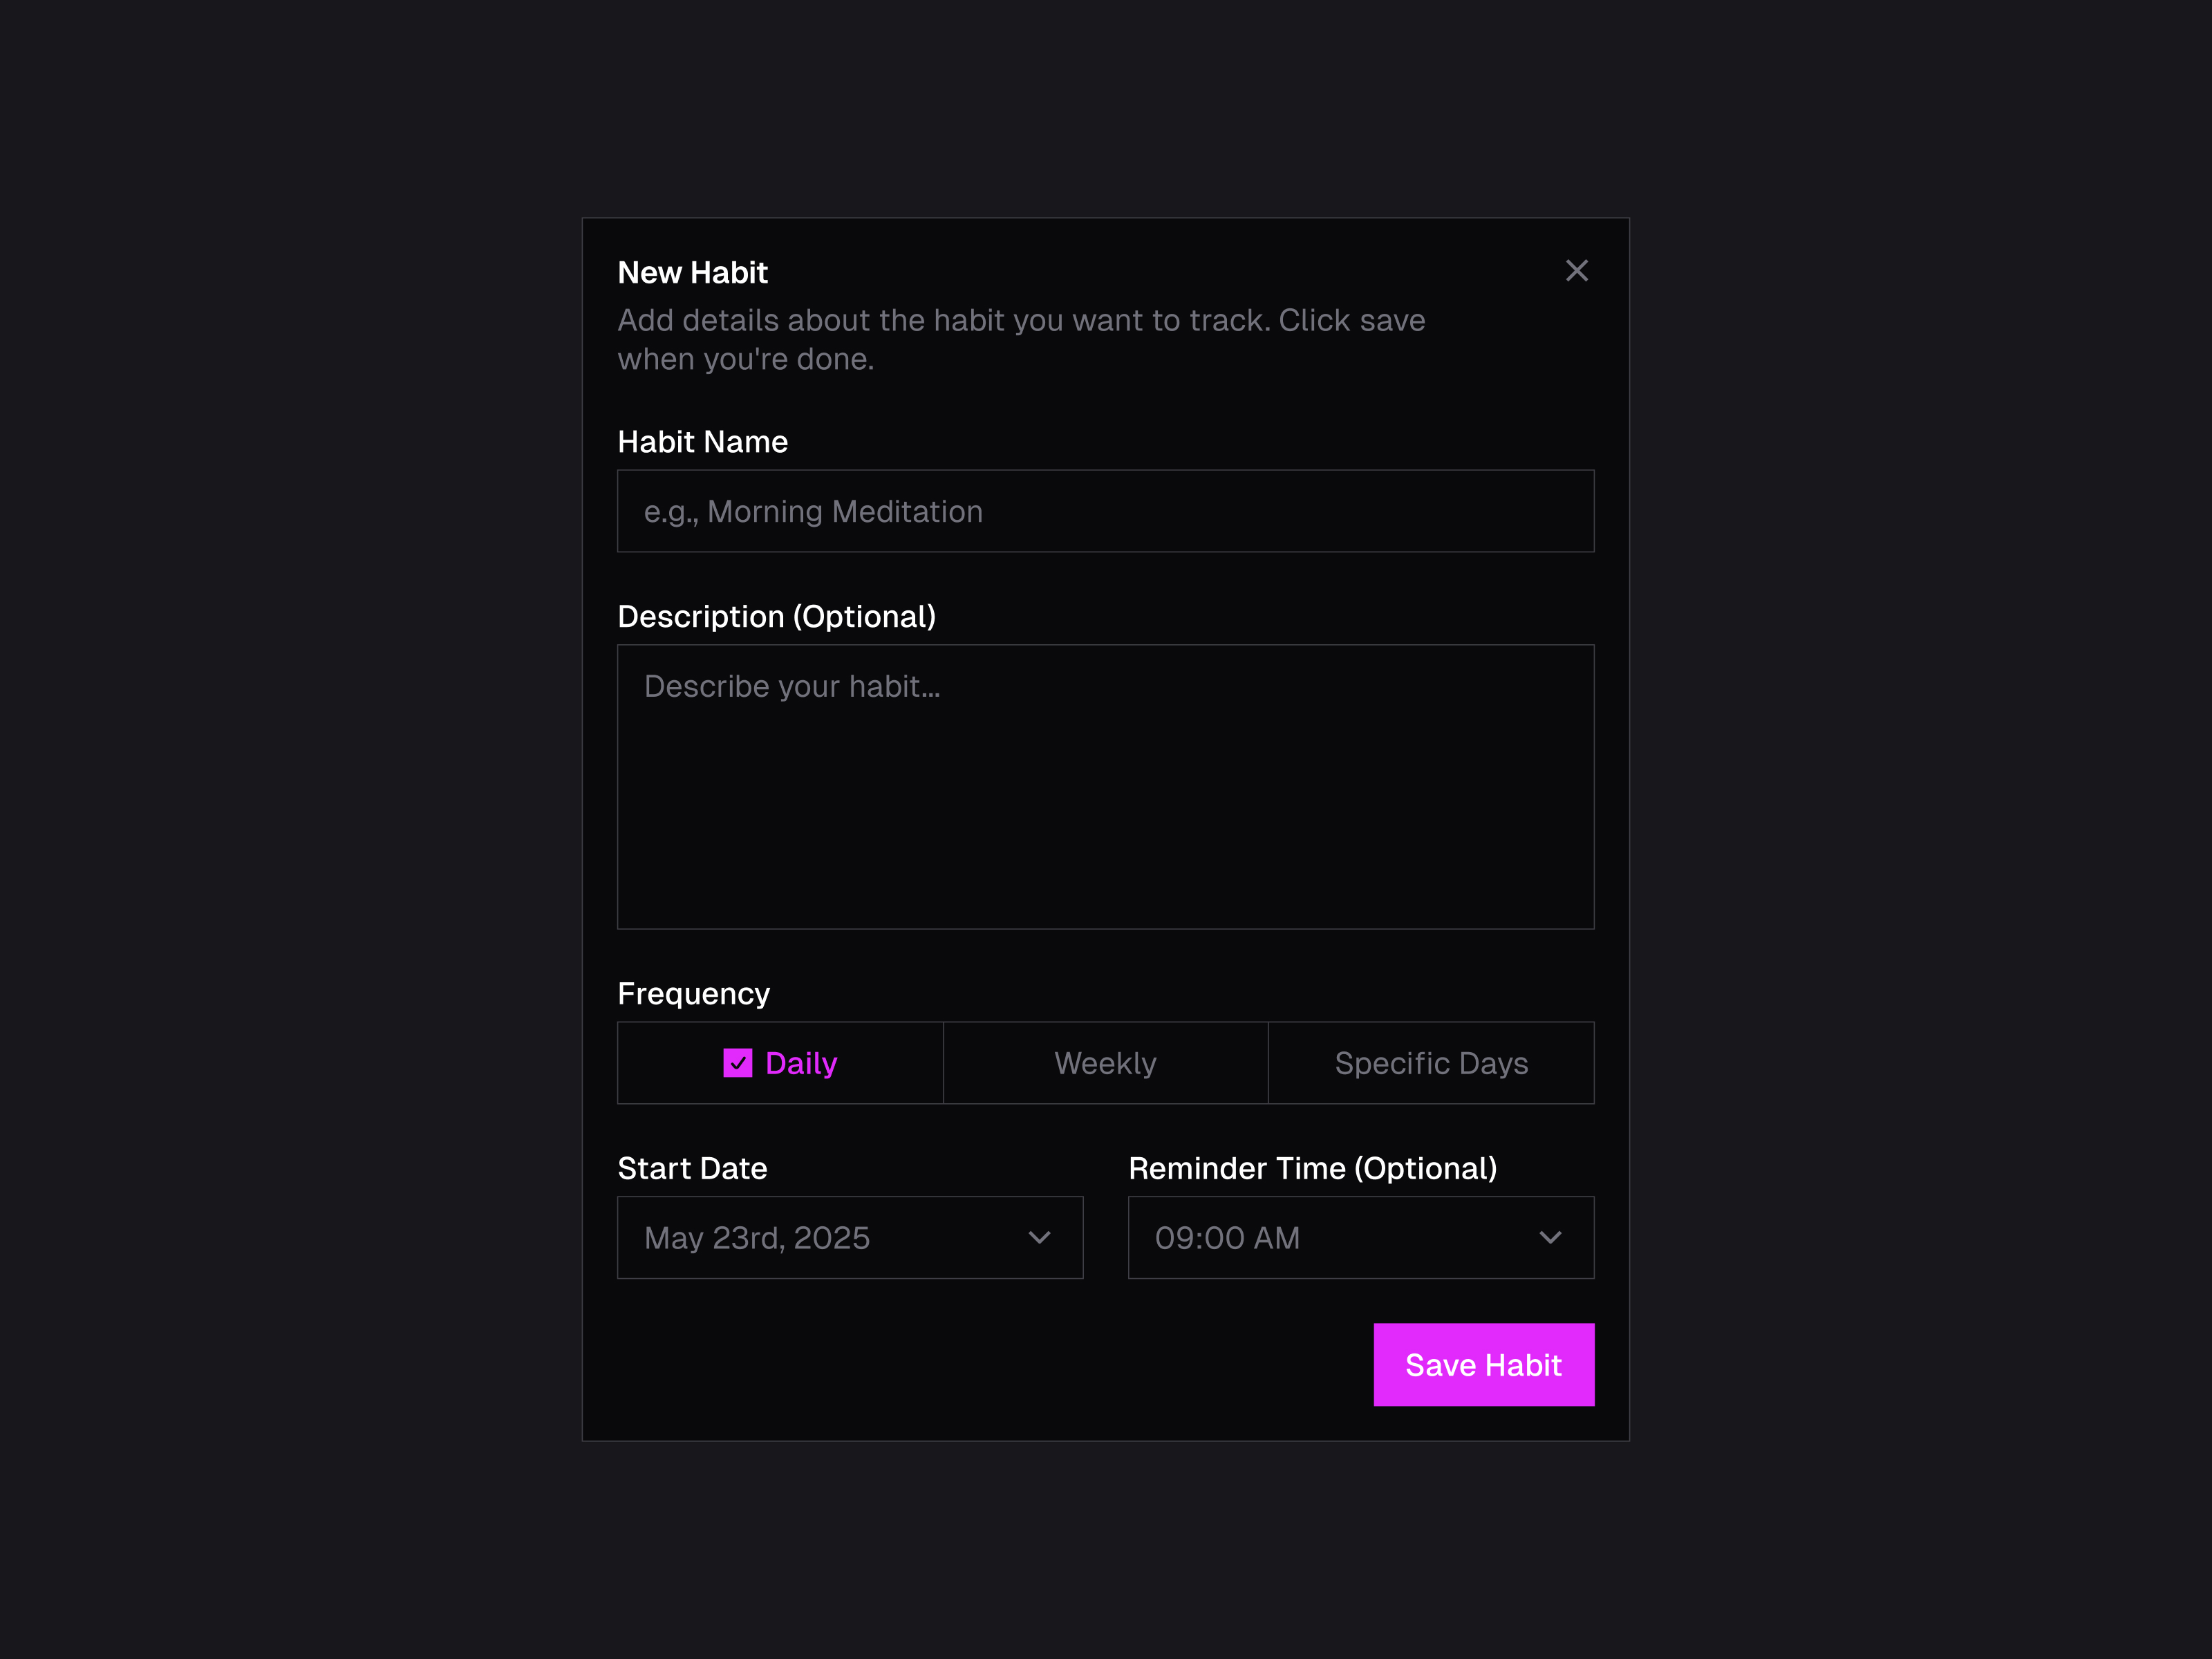 New Habit
Add details about the habit you want to track. Click save
when you're done.
Habit Name
e.g., Morning Meditation
Description (Optional)
Describe your habit...
Frequency
Daily
Weekly
Specific Days
Start Date
Reminder Time (Optional)
May 23rd, 2025
09:00 AM
Save Habit